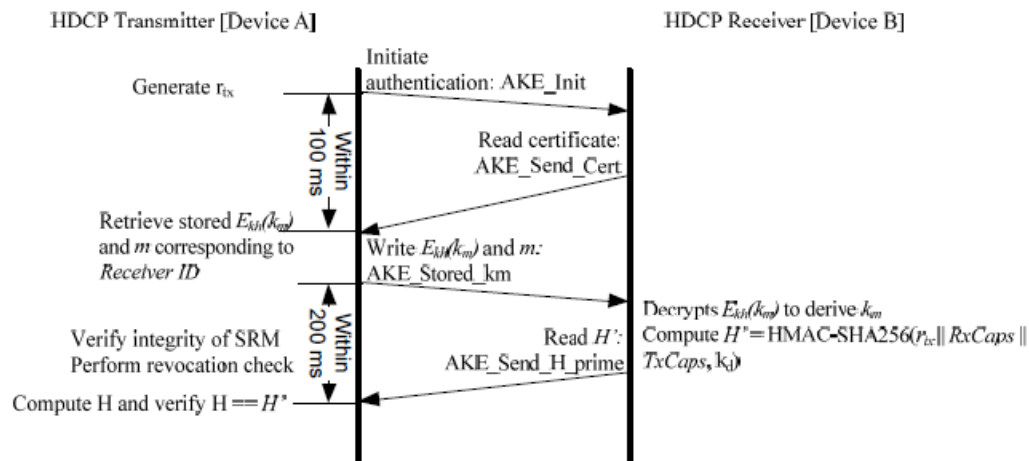 HDCP Transmitter [Device A]
HDCP Receiver [Device B]
Initiate
authentication: AKE_Init
Generate rtx
Within
100 ms
Read certificate:
AKE_Send_Cert
Retrieve stored Ekh(km)
and m corresponding to
Receiver ID
Write Ekh(km) and m:
AKE_Stored_km
Decrypts Ekh(km) to derive km
Compute H'=HMAC-SHA256(rtx || RxCaps ||
TxCaps, kd)
Within
200 ms
Verify integrity of SRM
Perform revocation check
Read H':
AKE_Send_H_prime
Compute H and verify H == H'